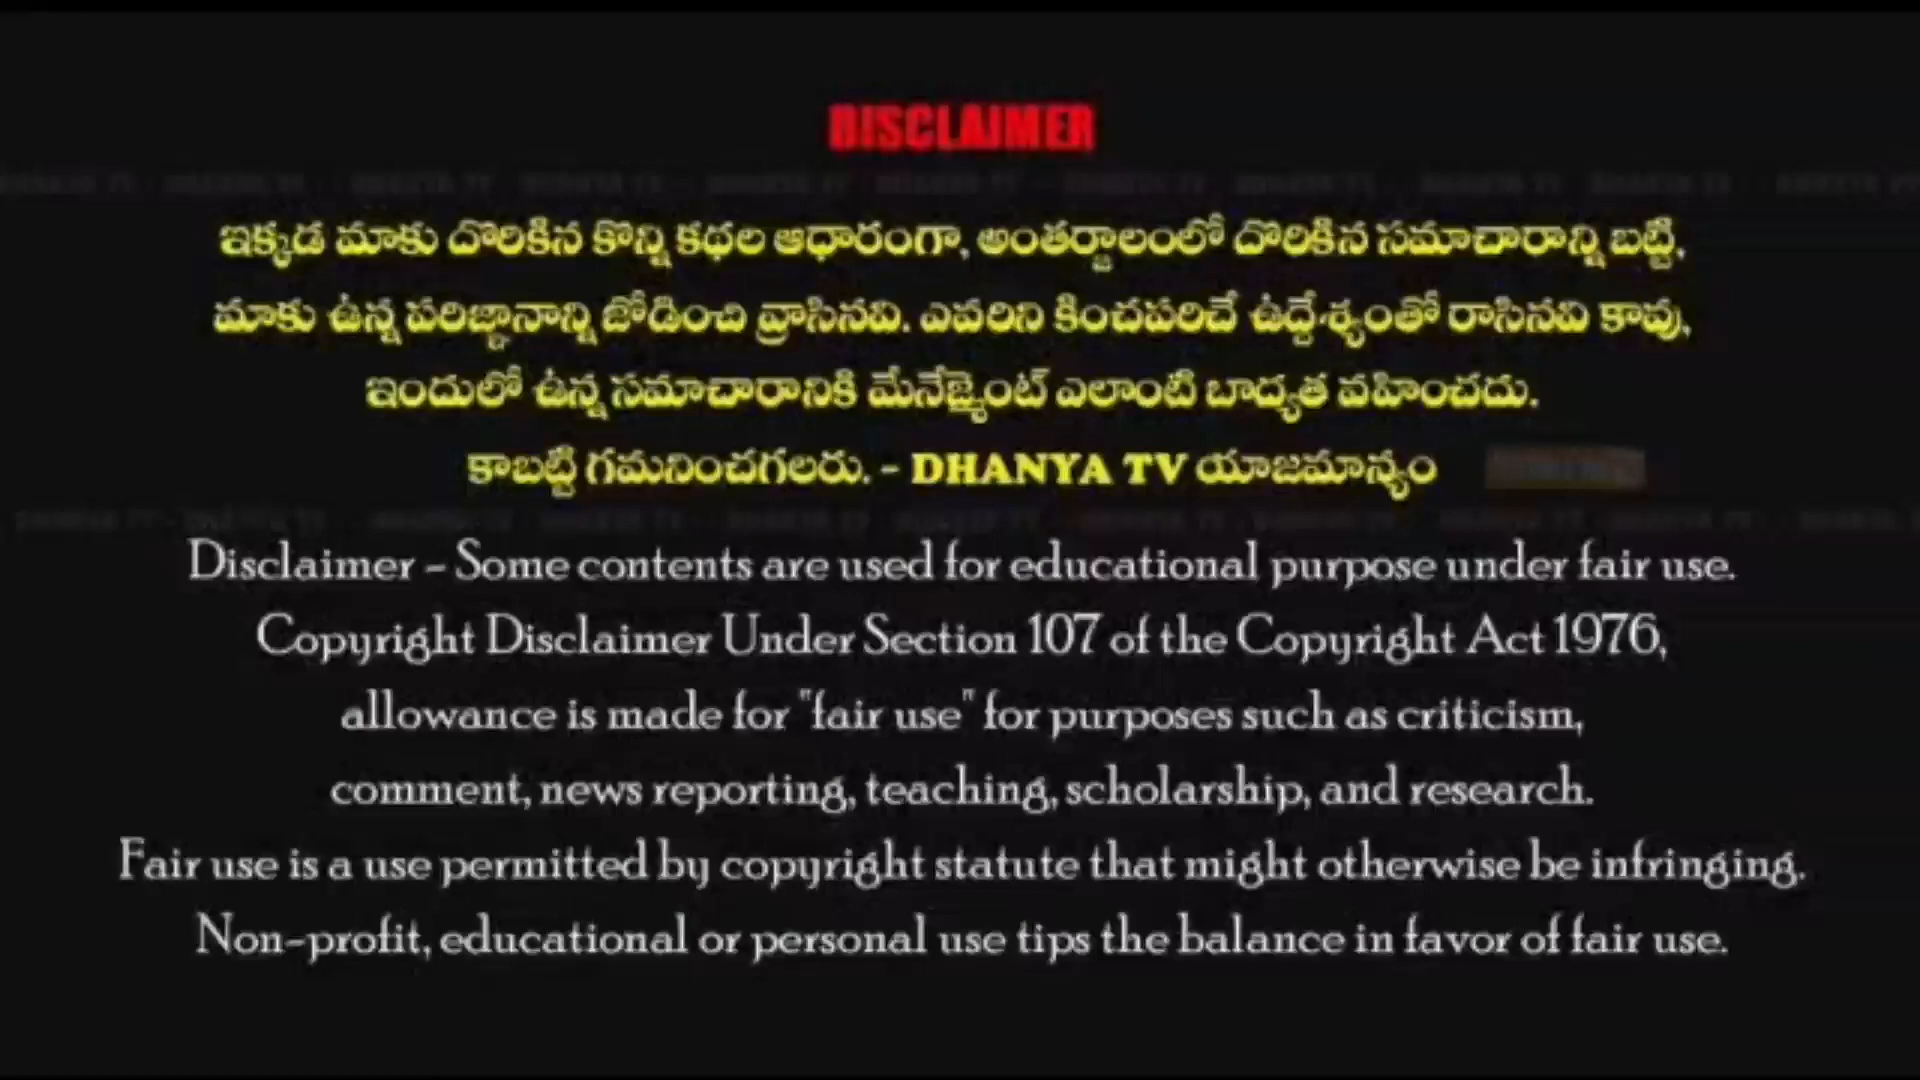 DISCLAIMER
ఇక్కడ మాకు దొరికిన కొన్ని కథల ఆధారంగా, అంతర్జాలంలో దొరికిన సమాచారాన్ని బట్టి,
మాకు ఉన్న పరిజ్ఞానాన్ని జోడించి వ్రాసినవి. ఎవరిని కించపరిచే ఉద్దేశ్యంతో రాసినవి కావు,
ఇందులో ఉన్న సమాచారానికి మేనేజ్మెంట్ ఎలాంటి బాద్యత వహించదు.
కాబట్టి గమనించగలరు. - DHANYA TV యాజమాన్యం
Disclaimer - Some contents are used for educational purpose under fair use.
Copyright Disclaimer Under Section 107 of the Copyright Act 1976,
allowance is made for "fair use" for purposes such as criticism,
comment, news reporting, teaching, scholarship, and research.
Fair use is a use permitted by copyright statute that might otherwise be infringing.
Non-profit, educational or personal use tips the balance in favor of fair use.